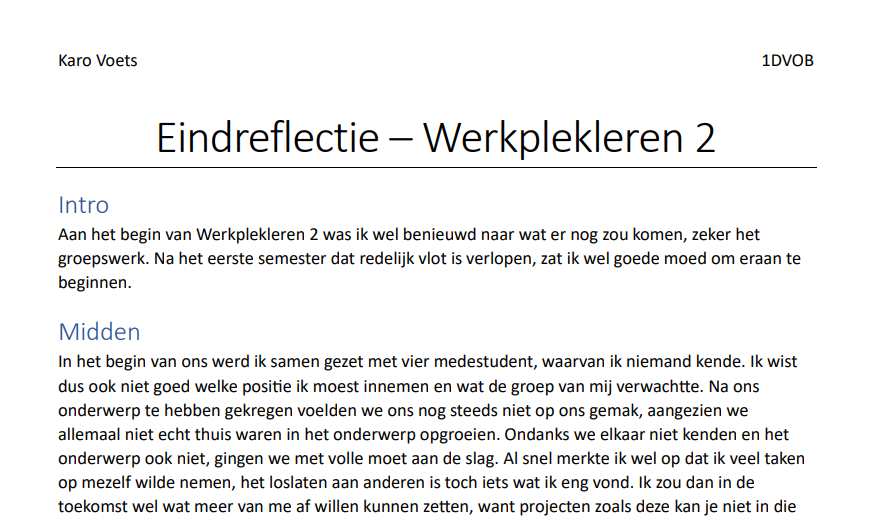 Karo Voets 1DVOB
Eindreflectie – Werkplekleren 2
Intro
Aan het begin van Werkplekleren 2 was ik wel benieuwd naar wat er nog zou komen, zeker het
groepswerk. Na het eerste semester dat redelijk vlot is verlopen, zat ik wel goede moed om eraan te
beginnen.
Midden
In het begin van ons werd ik samen gezet met vier medestudent, waarvan ik niemand kende. Ik wist
dus ook niet goed welke positie ik moest innemen en wat de groep van mij verwachtte. Na ons
onderwerp te hebben gekregen voelden we ons nog steeds niet op ons gemak, aangezien we
allemaal niet echt thuis waren in het onderwerp opgroeien. Ondanks we elkaar niet kenden en het
onderwerp ook niet, gingen we met volle moet aan de slag. Al snel merkte ik wel op dat ik veel taken
op mezelf wilde nemen, het loslaten aan anderen is toch iets wat ik eng vond. Ik zou dan in de
toekomst wel wat meer van me af willen kunnen zetten, want projecten zoals deze kan je niet in die